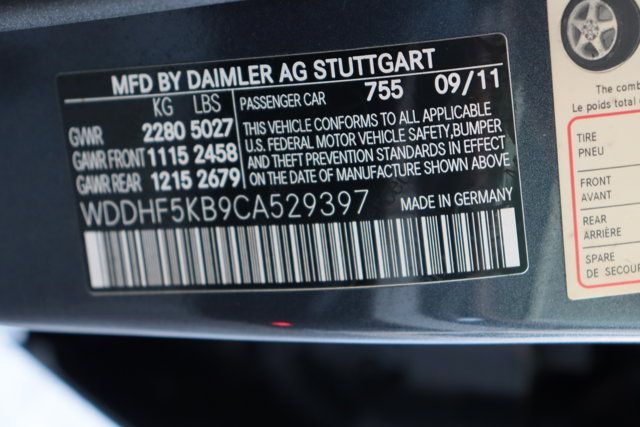 MFD BY DAIMLER AG STUTTGART
KG LBS
GVWR 2280 5027
GAWR FRONT 1115 2458
GAWR REAR 1215 2679
PASSENGER CAR 755 09/11
THIS VEHICLE CONFORMS TO ALL APPLICABLE
U.S. FEDERAL MOTOR VEHICLE SAFETY, BUMPER
AND THEFT PREVENTION STANDARDS IN EFFECT
ON THE DATE OF MANUFACTURE SHOWN ABOVE
WDDHF5KB9CA529397
MADE IN GERMANY
The comb
Le poids total
TIRE
PNEU
FRONT
AVANT
REAR
ARRIÈRE
SPARE
DE SECOUR